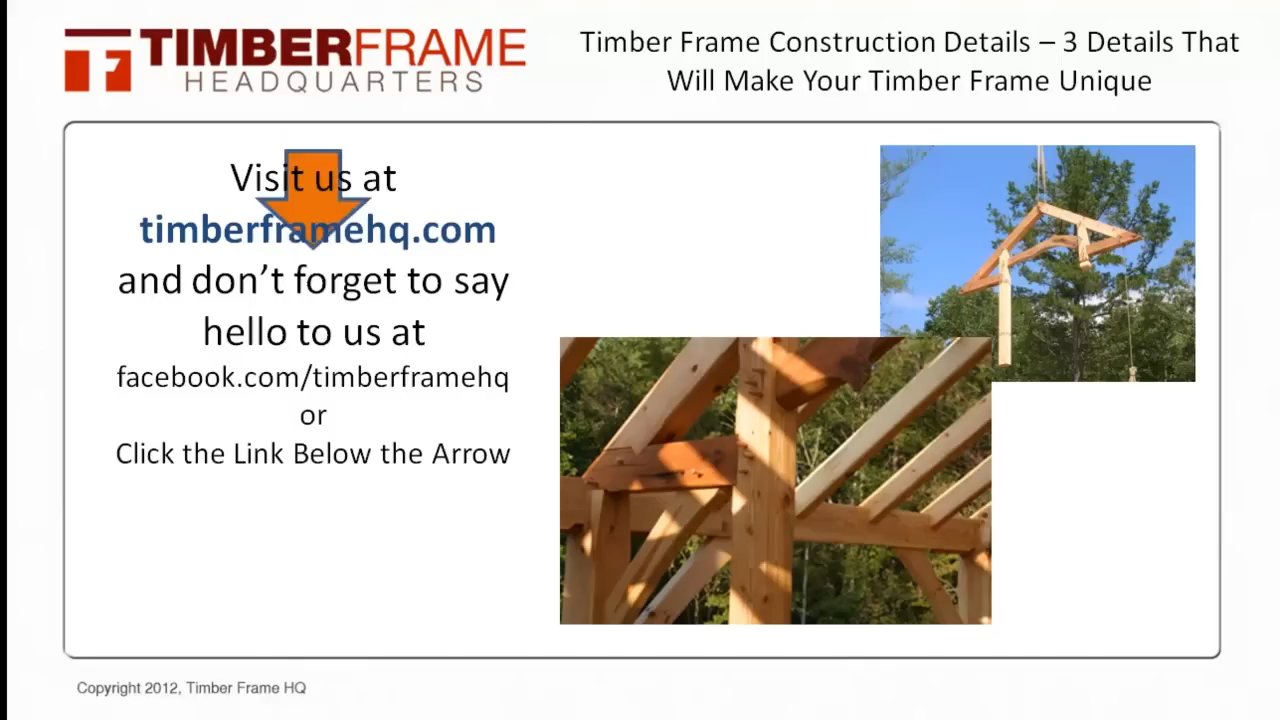 TIMBERFRAME
HEADQUARTERS
Timber Frame Construction Details – 3 Details That
Will Make Your Timber Frame Unique
Visit us at
timberframehq.com
and don’t forget to say
hello to us at
facebook.com/timberframehq
or
Click the Link Below the Arrow
Copyright 2012, Timber Frame HQ